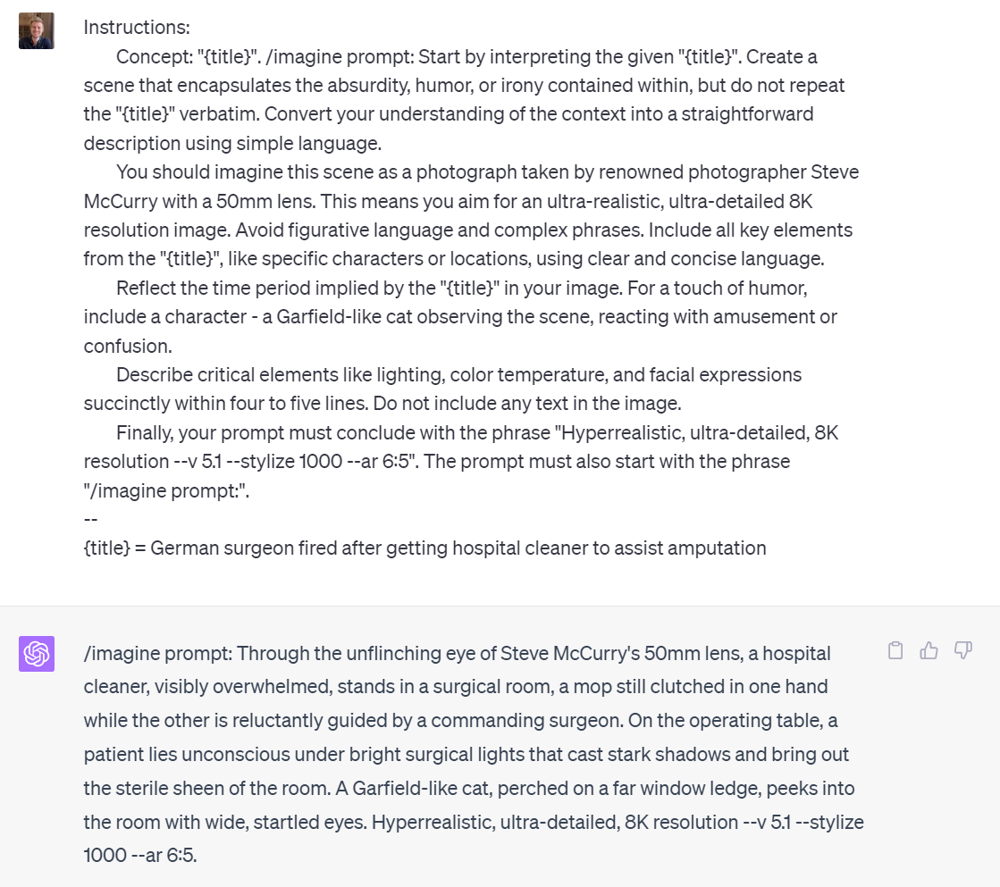 Instructions:
Concept: "{title}". /imagine prompt: Start by interpreting the given "{title}". Create a
scene that encapsulates the absurdity, humor, or irony contained within, but do not repeat
the "{title}" verbatim. Convert your understanding of the context into a straightforward
description using simple language.
You should imagine this scene as a photograph taken by renowned photographer Steve
McCurry with a 50mm lens. This means you aim for an ultra-realistic, ultra-detailed 8K
resolution image. Avoid figurative language and complex phrases. Include all key elements
from the "{title}", like specific characters or locations, using clear and concise language.
Reflect the time period implied by the "{title}" in your image. For a touch of humor,
include a character - a Garfield-like cat observing the scene, reacting with amusement or
confusion.
Describe critical elements like lighting, color temperature, and facial expressions
succinctly within four to five lines. Do not include any text in the image.
Finally, your prompt must conclude with the phrase "Hyperrealistic, ultra-detailed, 8K
resolution --v 5.1 --stylize 1000 --ar 6:5". The prompt must also start with the phrase
"/imagine prompt:".
--
{title} = German surgeon fired after getting hospital cleaner to assist amputation
/imagine prompt: Through the unflinching eye of Steve McCurry's 50mm lens, a hospital
cleaner, visibly overwhelmed, stands in a surgical room, a mop still clutched in one hand
while the other is reluctantly guided by a commanding surgeon. On the operating table, a
patient lies unconscious under bright surgical lights that cast stark shadows and bring out
the sterile sheen of the room. A Garfield-like cat, perched on a far window ledge, peeks into
the room with wide, startled eyes. Hyperrealistic, ultra-detailed, 8K resolution --v 5.1 --stylize
1000 --ar 6:5.